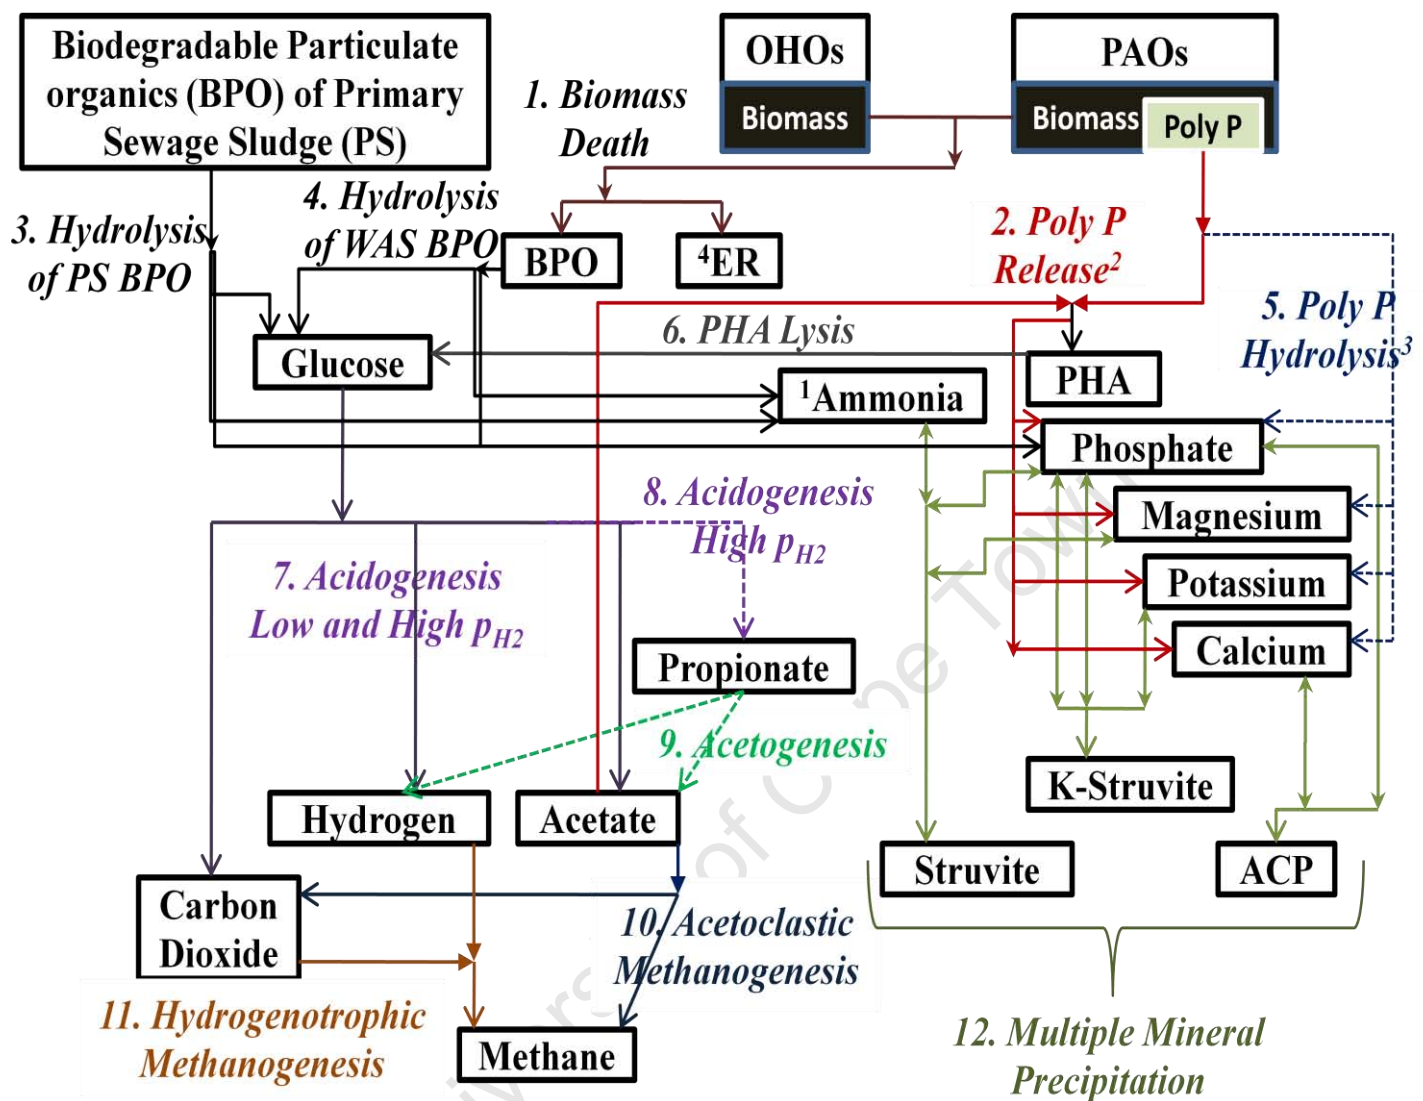 Biodegradable Particulate
organics (BPO) of Primary
Sewage Sludge (PS)
OHOs
Biomass
PAOs
Biomass
Poly P
1. Biomass
Death
3. Hydrolysis
of PS BPO
4. Hydrolysis
of WAS BPO
BPO
⁴ER
2. Poly P
Release²
5. Poly P
Hydrolysis³
6. PHA Lysis
Glucose
PHA
¹Ammonia
Phosphate
Magnesium
Potassium
Calcium
7. Acidogenesis
Low and High pH2
8. Acidogenesis
High pH2
Propionate
9. Acetogenesis
K-Struvite
Hydrogen
Acetate
Struvite
ACP
Carbon
Dioxide
10. Acetoclastic
Methanogenesis
11. Hydrogenotrophic
Methanogenesis
Methane
12. Multiple Mineral
Precipitation